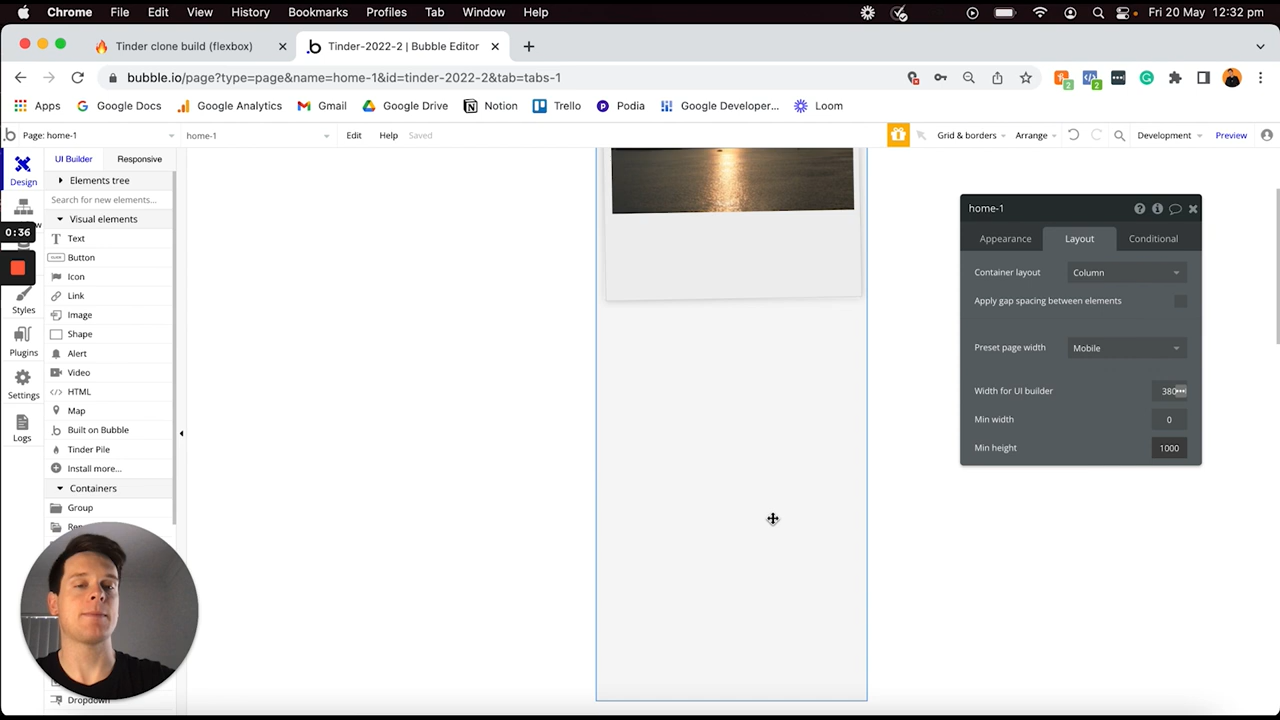 Chrome File Edit View History Bookmarks Profiles Tab Window Help Fri 20 May 12:32 pm
Tinder clone build (flexbox) Tinder-2022-2 | Bubble Editor
bubble.io/page?type=page&name=home-1&id=tinder-2022-2&tab=tabs-1
2 2
Apps Google Docs Google Analytics Gmail Google Drive Notion Trello Podia Google Developer... Loom
Page: home-1 home-1 Edit Help Saved Grid & borders Arrange Development Preview
UI Builder Responsive
Design
Elements tree
Search for new elements...
Visual elements
0:36
Text
CLICK Button
Icon
Link
Styles
Image
Shape
Plugins
Alert
Video
Settings
</> HTML
Map
Logs
Built on Bubble
Tinder Pile
Install more...
Containers
Group
Dropdown
home-1
Appearance Layout Conditional
Container layout Column
Apply gap spacing between elements
Preset page width Mobile
Width for UI builder 380
Min width 0
Min height 1000